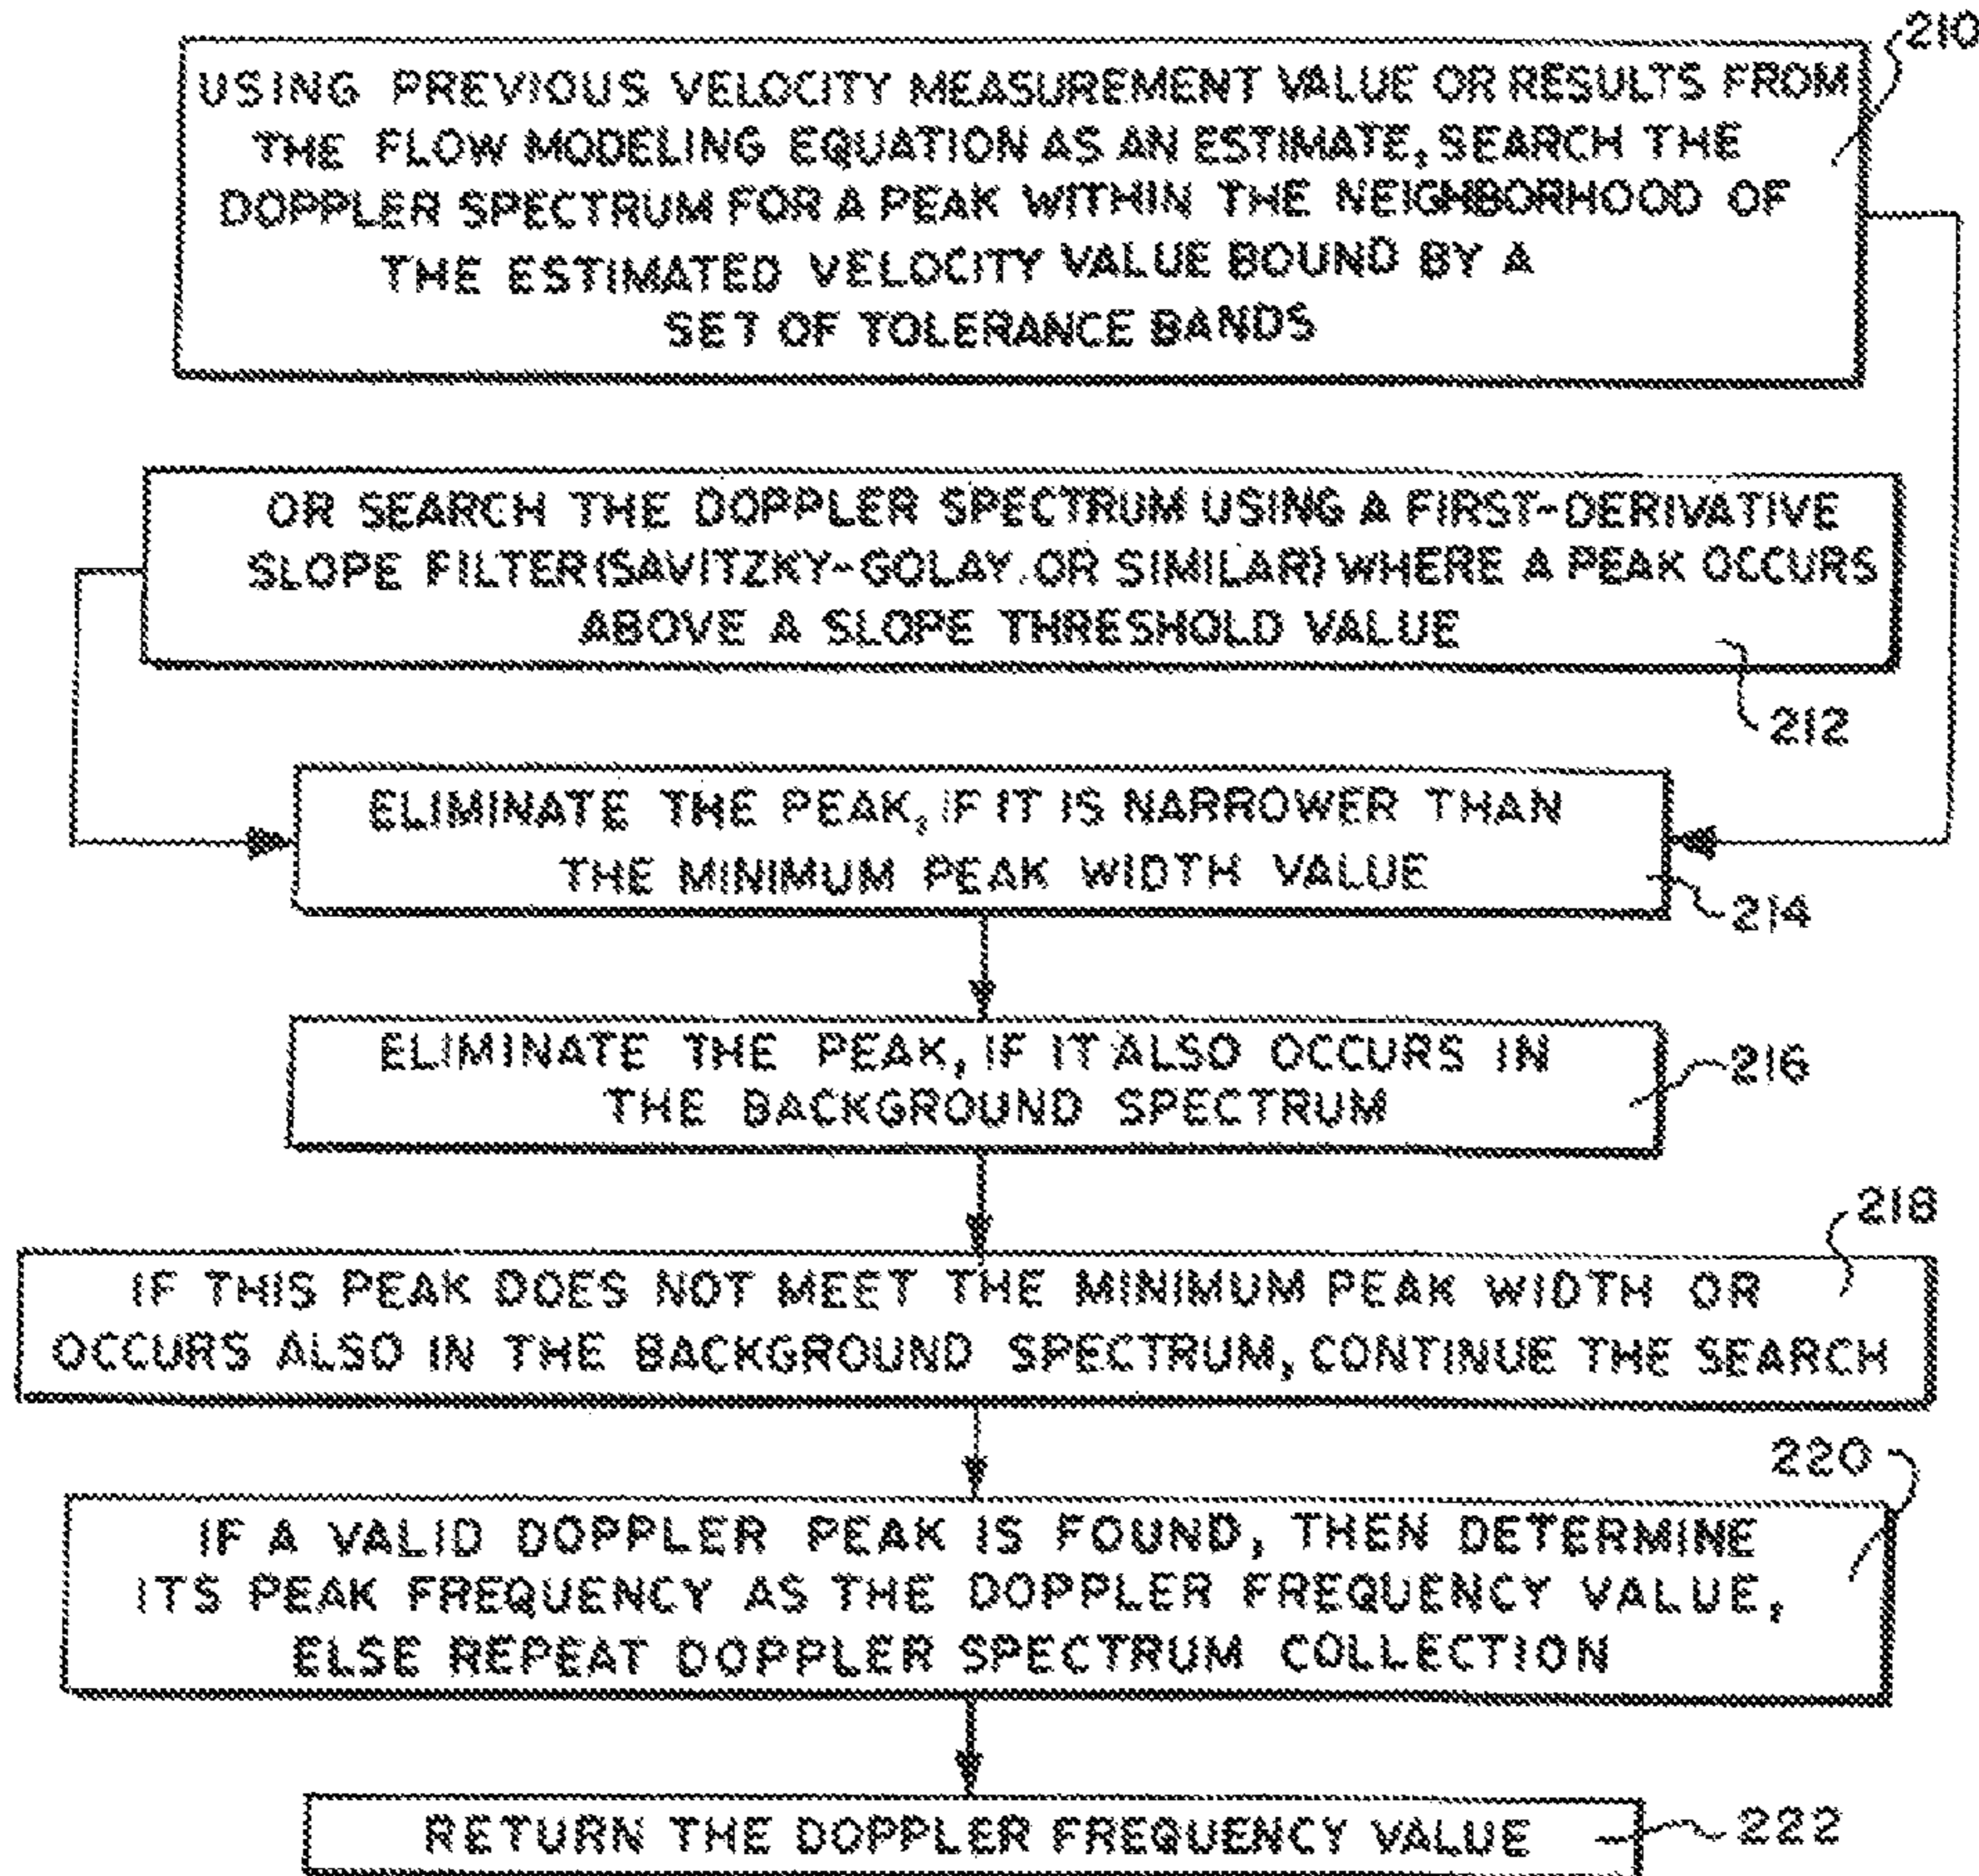 210
USING PREVIOUS VELOCITY MEASUREMENT VALUE OR RESULTS FROM
THE FLOW MODELING EQUATION AS AN ESTIMATE, SEARCH THE
DOPPLER SPECTRUM FOR A PEAK WITHIN THE NEIGHBORHOOD OF
THE ESTIMATED VELOCITY VALUE BOUND BY A
SET OF TOLERANCE BANDS
OR SEARCH THE DOPPLER SPECTRUM USING A FIRST-DERIVATIVE
SLOPE FILTER (SAVITZKY-GOLAY OR SIMILAR) WHERE A PEAK OCCURS
ABOVE A SLOPE THRESHOLD VALUE
212
ELIMINATE THE PEAK, IF IT IS NARROWER THAN
THE MINIMUM PEAK WIDTH VALUE
214
ELIMINATE THE PEAK, IF IT ALSO OCCURS IN
THE BACKGROUND SPECTRUM
216
218
IF THIS PEAK DOES NOT MEET THE MINIMUM PEAK WIDTH OR
OCCURS ALSO IN THE BACKGROUND SPECTRUM, CONTINUE THE SEARCH
220
IF A VALID DOPPLER PEAK IS FOUND, THEN DETERMINE
ITS PEAK FREQUENCY AS THE DOPPLER FREQUENCY VALUE,
ELSE REPEAT DOPPLER SPECTRUM COLLECTION
RETURN THE DOPPLER FREQUENCY VALUE
222